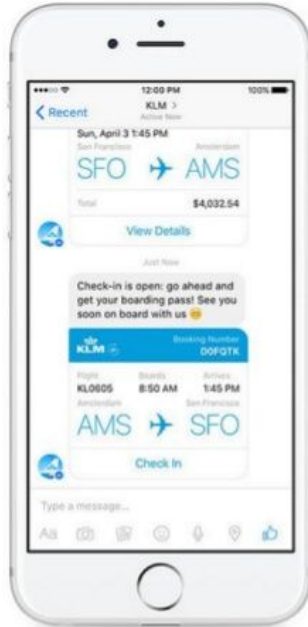 12:00 PM
100%
Recent
KLM >
Active Now
Sun, April 3 1:45 PM
San Francisco Amsterdam
SFO AMS
Total $4,032.54
View Details
Just Now
Check-in is open: go ahead and
get your boarding pass! See you
soon on board with us
KLM
Booking Number
D0FQTK
Flight Boards Arrives
KL0605 8:50 AM 1:45 PM
Amsterdam San Francisco
AMS SFO
Check In
Type a message...
Aa